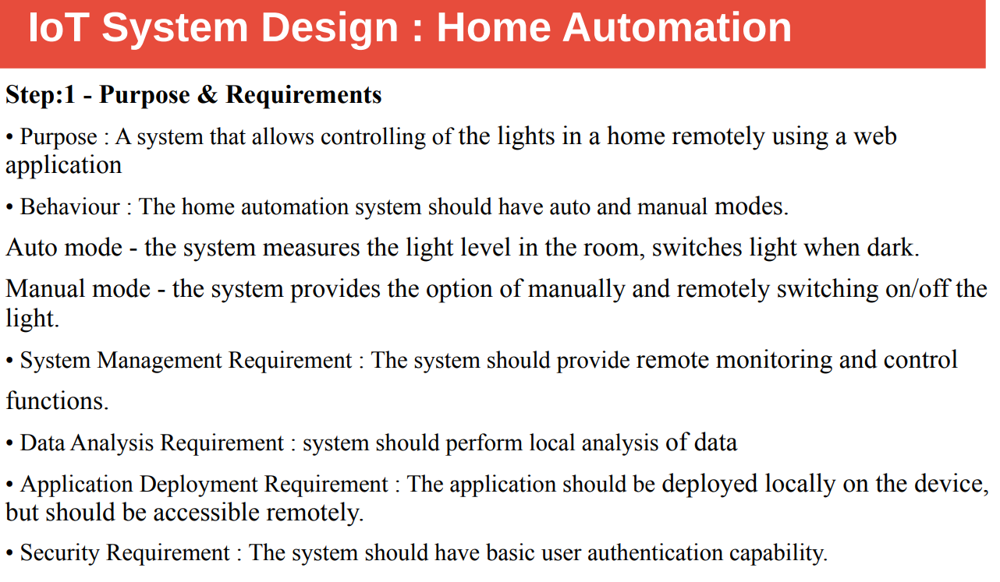 IoT System Design : Home Automation
Step:1 - Purpose & Requirements
• Purpose : A system that allows controlling of the lights in a home remotely using a web
application
• Behaviour : The home automation system should have auto and manual modes.
Auto mode - the system measures the light level in the room, switches light when dark.
Manual mode - the system provides the option of manually and remotely switching on/off the
light.
• System Management Requirement : The system should provide remote monitoring and control
functions.
• Data Analysis Requirement : system should perform local analysis of data
• Application Deployment Requirement : The application should be deployed locally on the device,
but should be accessible remotely.
• Security Requirement : The system should have basic user authentication capability.